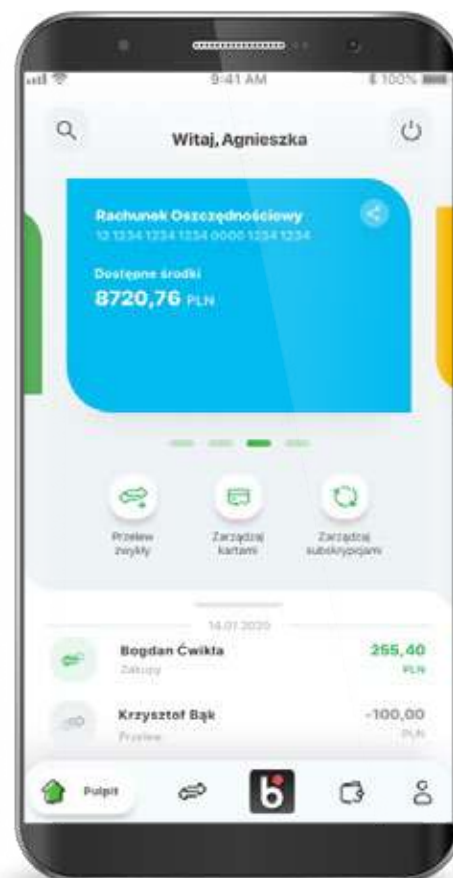 9:41 AM
100%
Witaj, Agnieszka
Rachunek Oszczędnościowy
12 1234 1234 1234 0000 1234 1234
Dostępne środki
8720,76 PLN
Przelew
zwykły
Zarządzaj
kartami
Zarządzaj
subskrypcjami
14.07.2020
Bogdan Ćwikła
255,40
Zakupy
PLN
Krzysztof Bąk
-100,00
Przelew
PLN
Pulpit
b